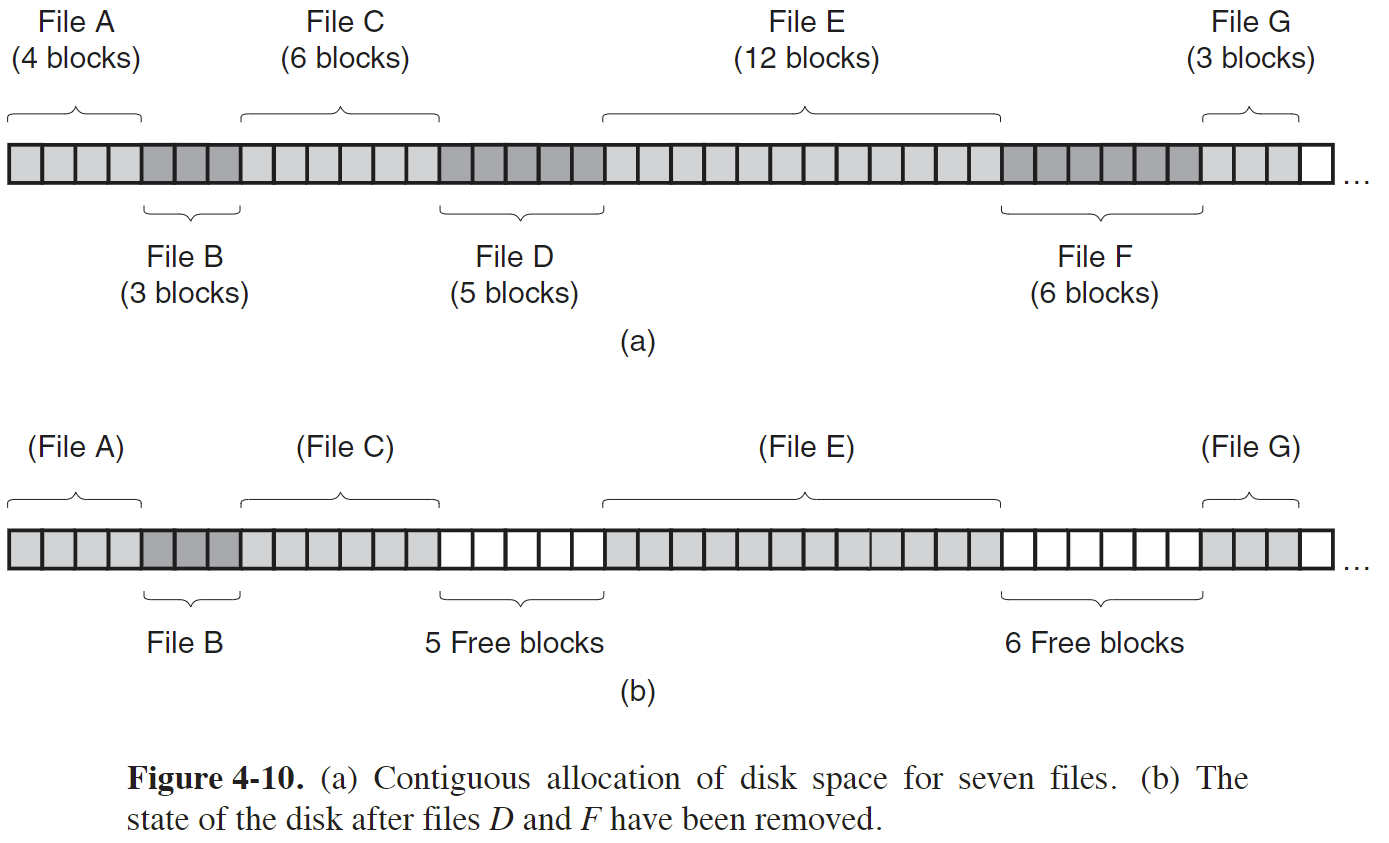 File A
(4 blocks)
File C
(6 blocks)
File E
(12 blocks)
File G
(3 blocks)
...
File B
(3 blocks)
File D
(5 blocks)
File F
(6 blocks)
(a)
(File A)
(File C)
(File E)
(File G)
...
File B
5 Free blocks
6 Free blocks
(b)
Figure 4-10. (a) Contiguous allocation of disk space for seven files. (b) The
state of the disk after files D and F have been removed.